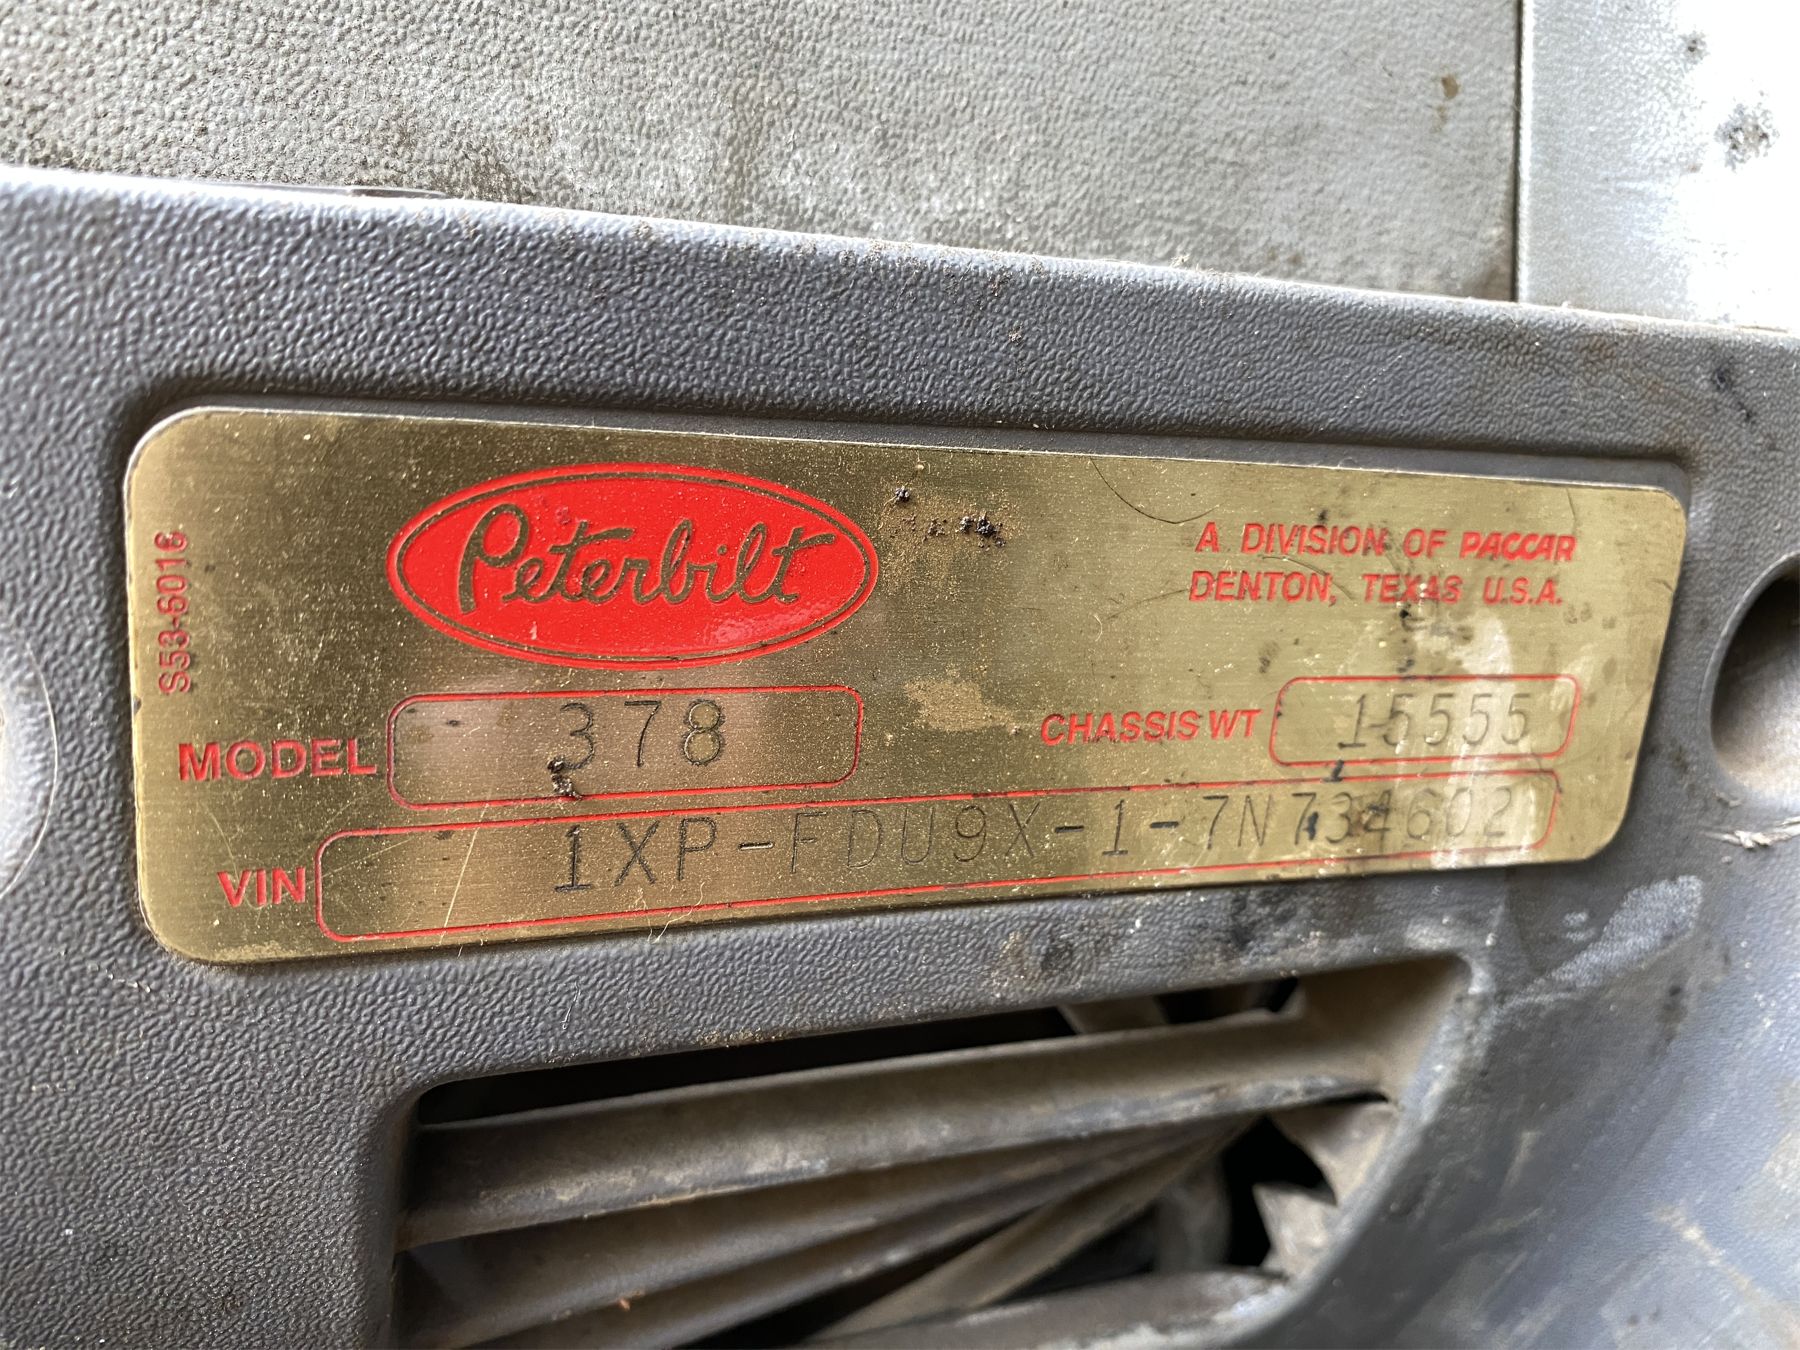 Peterbilt
A DIVISION OF PACCAR
DENTON, TEXAS U.S.A.
S53-6016
MODEL 378
CHASSIS WT 15555
VIN 1XP-FDU9X-1-7N734602